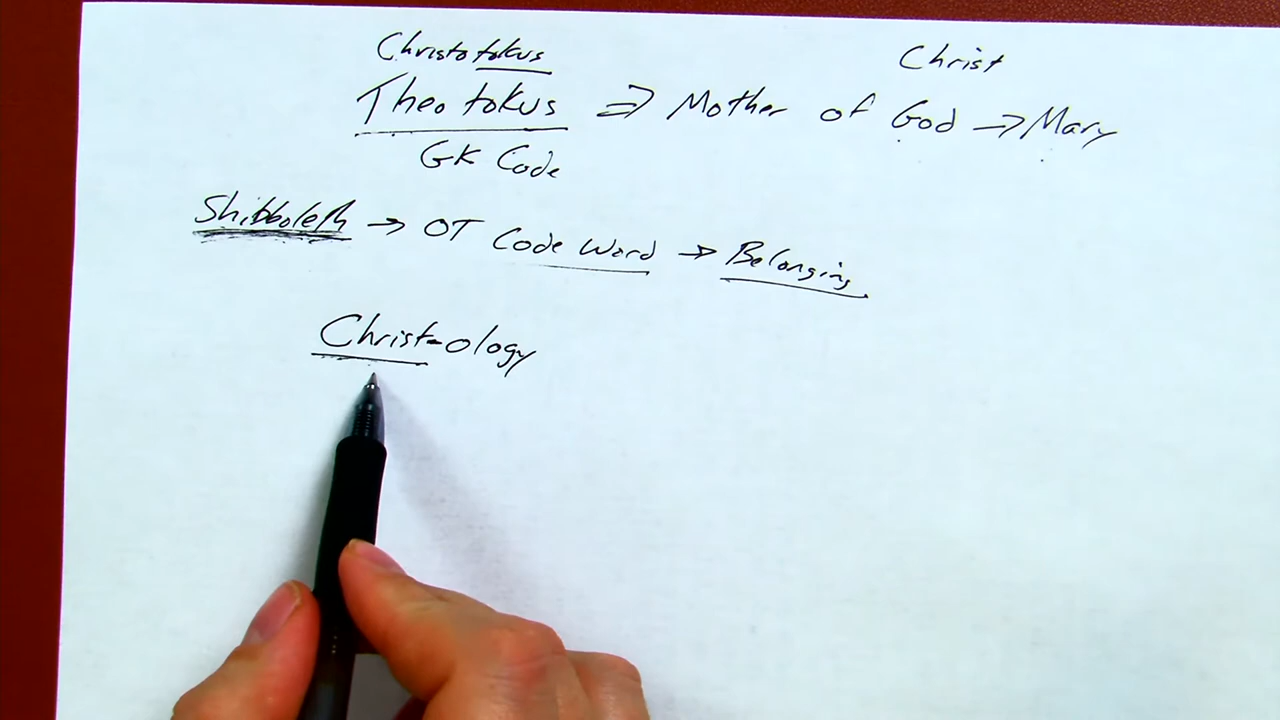 Christotokus Christ
Theotokus => Mother of God -> Mary
GK Code
Shibboleth -> OT Code Word -> Belonging
Christ-ology